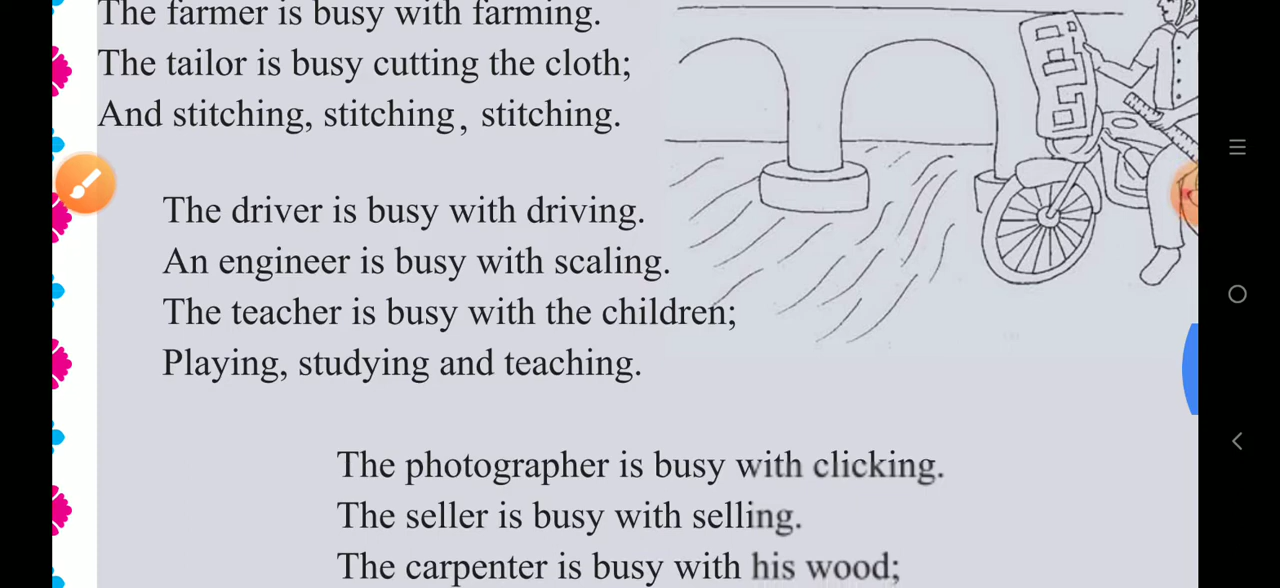 The farmer is busy with farming.
The tailor is busy cutting the cloth;
And stitching, stitching, stitching.
The driver is busy with driving.
An engineer is busy with scaling.
The teacher is busy with the children;
Playing, studying and teaching.
The photographer is busy with clicking.
The seller is busy with selling.
The carpenter is busy with his wood;